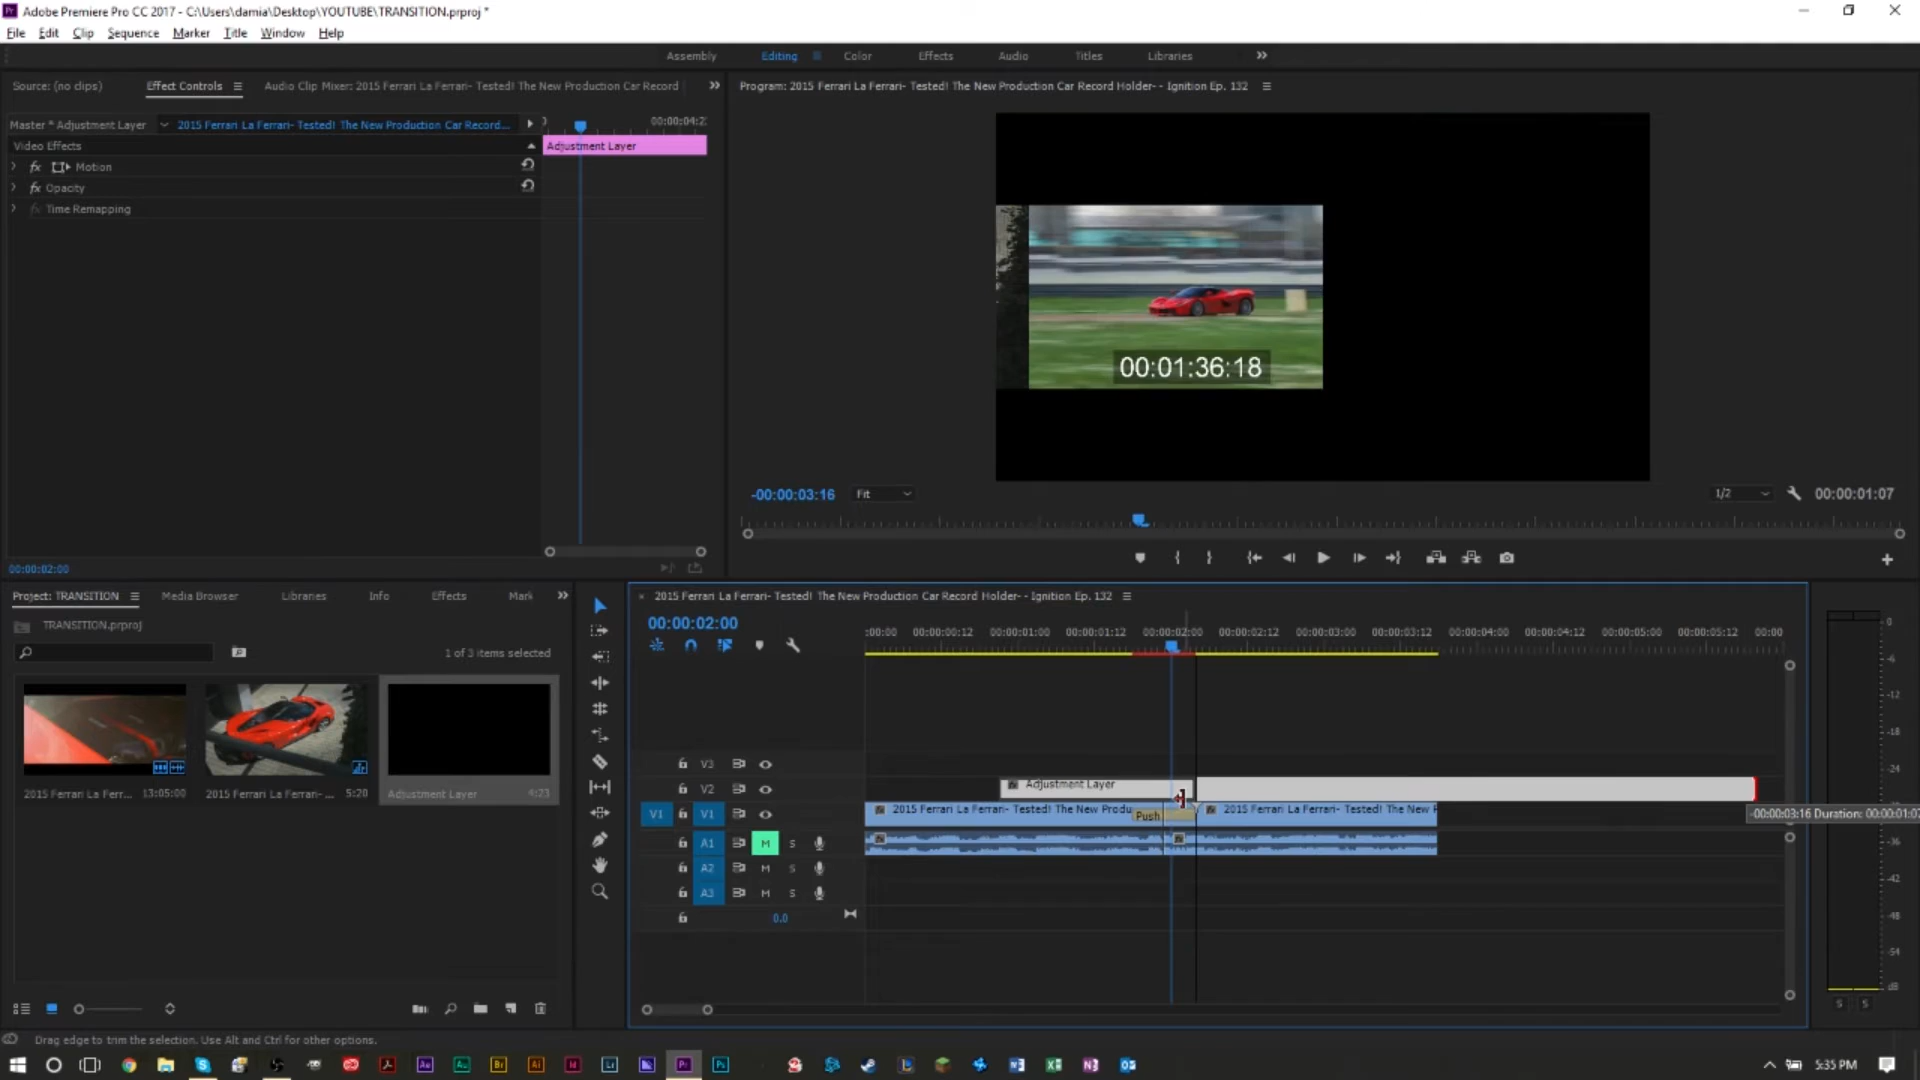 Adobe Premiere Pro CC 2017 - C:\Users\damia\Desktop\YOUTUBE\TRANSITION.prproj *
File Edit Clip Sequence Marker Title Window Help
Assembly Editing Color Effects Audio Titles Libraries
Source: (no clips) Effect Controls Audio Clip Mixer: 2015 Ferrari La Ferrari- Tested! The New Production Car Record
Program: 2015 Ferrari La Ferrari- Tested! The New Production Car Record Holder- - Ignition Ep. 132
Master * Adjustment Layer 2015 Ferrari La Ferrari- Tested! The New Production Car Record... 00:00:04:2
Video Effects Adjustment Layer
fx Motion
fx Opacity
fx Time Remapping
00:01:36:18
-00:00:03:16 Fit 1/2 00:00:01:07
00:00:02:00
Project: TRANSITION Media Browser Libraries Info Effects Mark
TRANSITION.prproj
1 of 3 items selected
2015 Ferrari La Ferr... 13:05:00 2015 Ferrari La Ferrari-... 5:20 Adjustment Layer 4:23
2015 Ferrari La Ferrari- Tested! The New Production Car Record Holder- - Ignition Ep. 132
00:00:02:00
:00:00 00:00:00:12 00:00:01:00 00:00:01:12 00:00:02:00 00:00:02:12 00:00:03:00 00:00:03:12 00:00:04:00 00:00:04:12 00:00:05:00 00:00:05:12 00:00
V3
V2 Adjustment Layer
V1 V1 2015 Ferrari La Ferrari- Tested! The New Produ Push 2015 Ferrari La Ferrari- Tested! The New
-00:00:03:16 Duration: 00:00:01:07
A1 M S
A2 M S
A3 M S
0.0
0
-6
-12
-18
-24
-30
-36
-42
-48
-54
dB
S S
Drag edge to trim the selection. Use Alt and Ctrl for other options.
5:35 PM